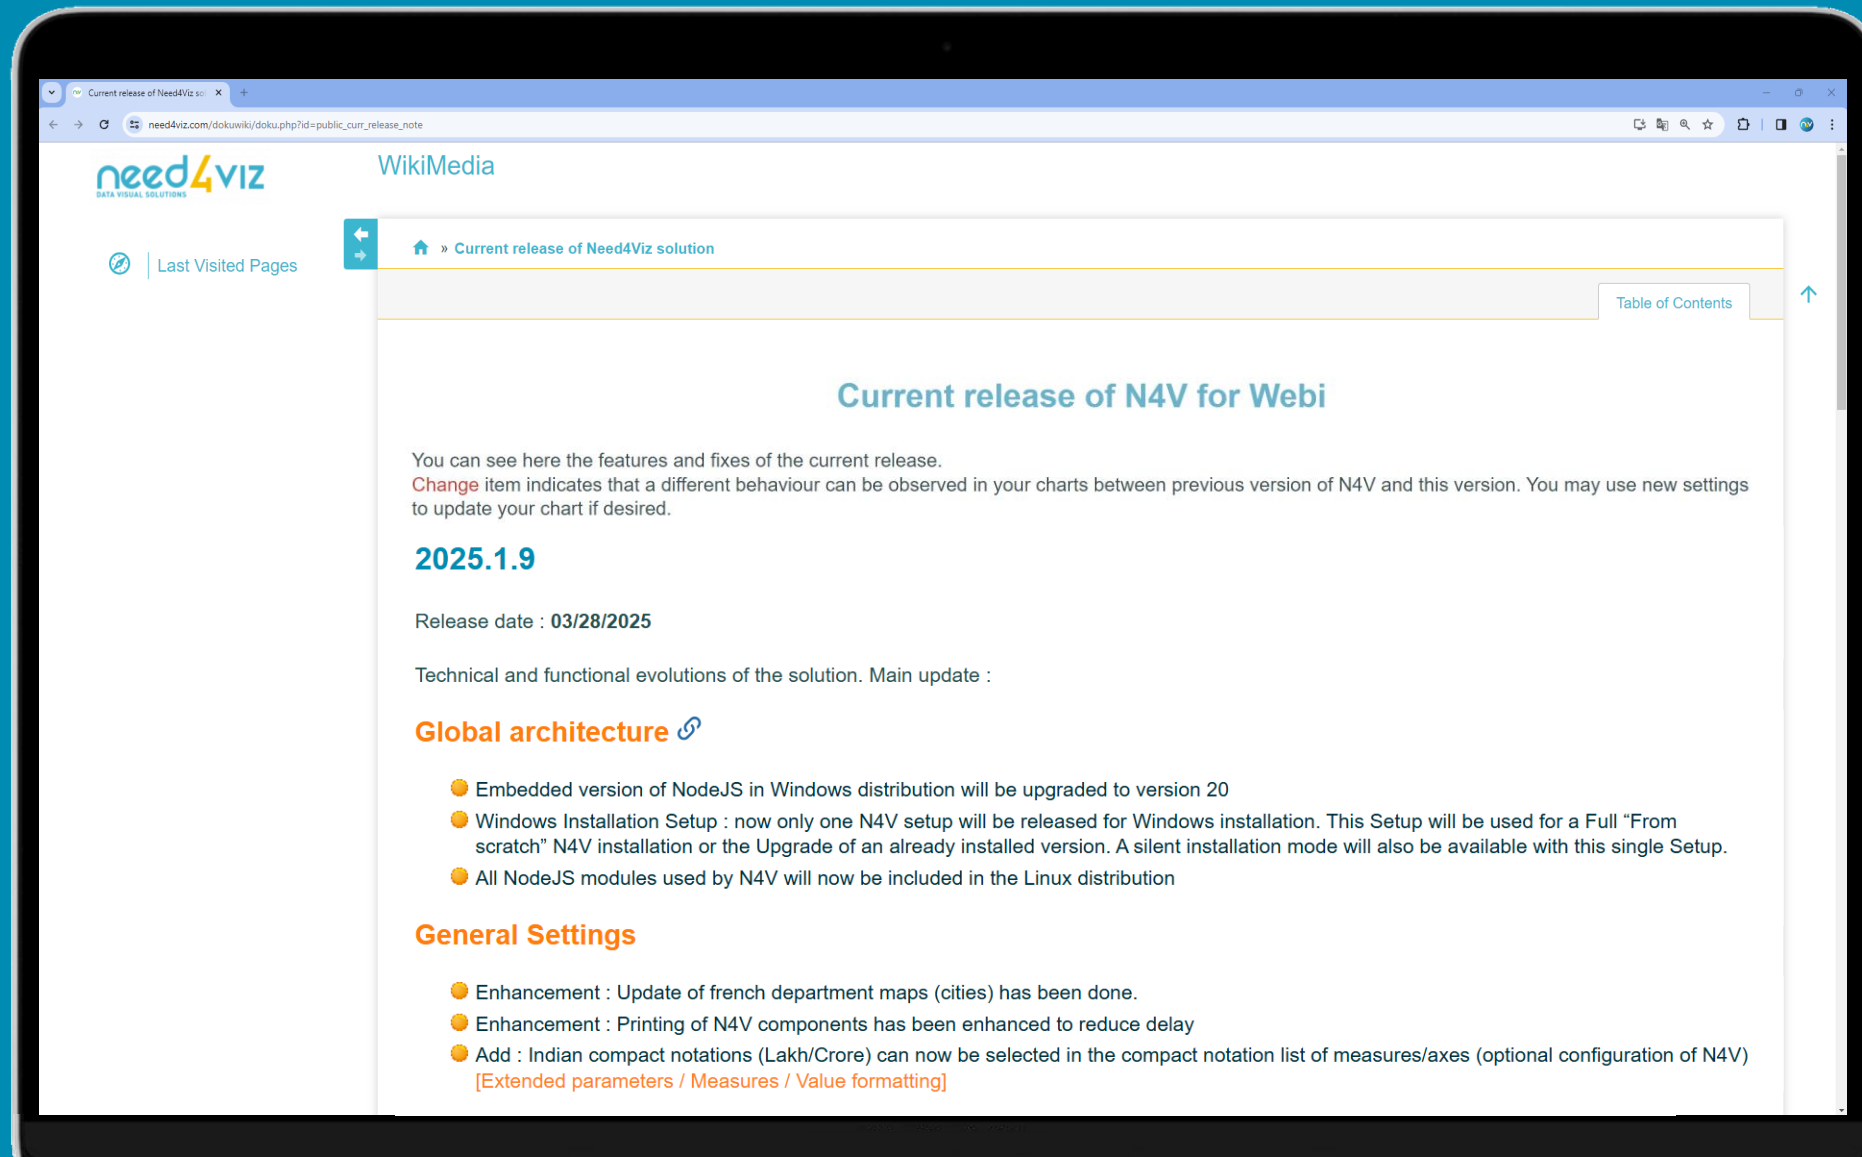 Current release of Need4Viz so
need4viz.com/dokuwiki/doku.php?id=public_curr_release_note
need4viz
DATA VISUAL SOLUTIONS
WikiMedia
Last Visited Pages
» Current release of Need4Viz solution
Table of Contents
Current release of N4V for Webi
You can see here the features and fixes of the current release.
Change item indicates that a different behaviour can be observed in your charts between previous version of N4V and this version. You may use new settings
to update your chart if desired.
2025.1.9
Release date : 03/28/2025
Technical and functional evolutions of the solution. Main update :
Global architecture
Embedded version of NodeJS in Windows distribution will be upgraded to version 20
Windows Installation Setup : now only one N4V setup will be released for Windows installation. This Setup will be used for a Full “From
scratch” N4V installation or the Upgrade of an already installed version. A silent installation mode will also be available with this single Setup.
All NodeJS modules used by N4V will now be included in the Linux distribution
General Settings
Enhancement : Update of french department maps (cities) has been done.
Enhancement : Printing of N4V components has been enhanced to reduce delay
Add : Indian compact notations (Lakh/Crore) can now be selected in the compact notation list of measures/axes (optional configuration of N4V)
[Extended parameters / Measures / Value formatting]